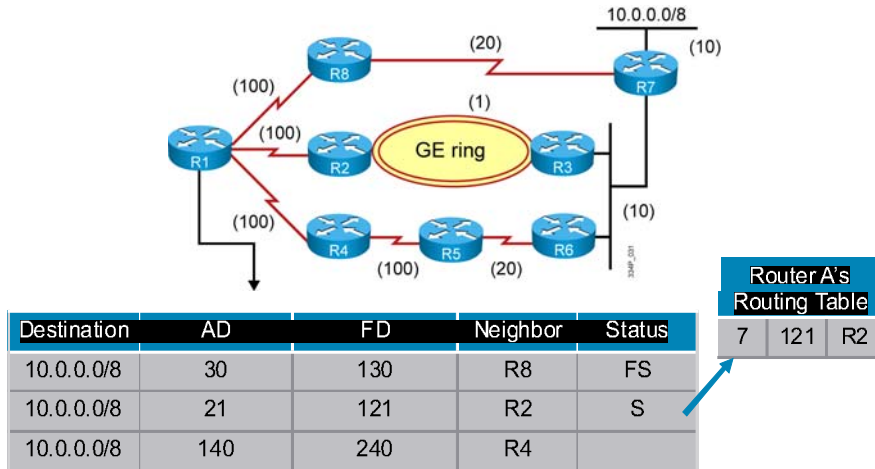 10.0.0.0/8
(20)
(10)
R8
R7
(100)
(1)
(100)
GE ring
R1
R2
R3
(100)
(10)
R4
R5
R6
(100)
(20)
334P_031
Router A's
Routing Table
7 121 R2
Destination AD FD Neighbor Status
10.0.0.0/8 30 130 R8 FS
10.0.0.0/8 21 121 R2 S
10.0.0.0/8 140 240 R4